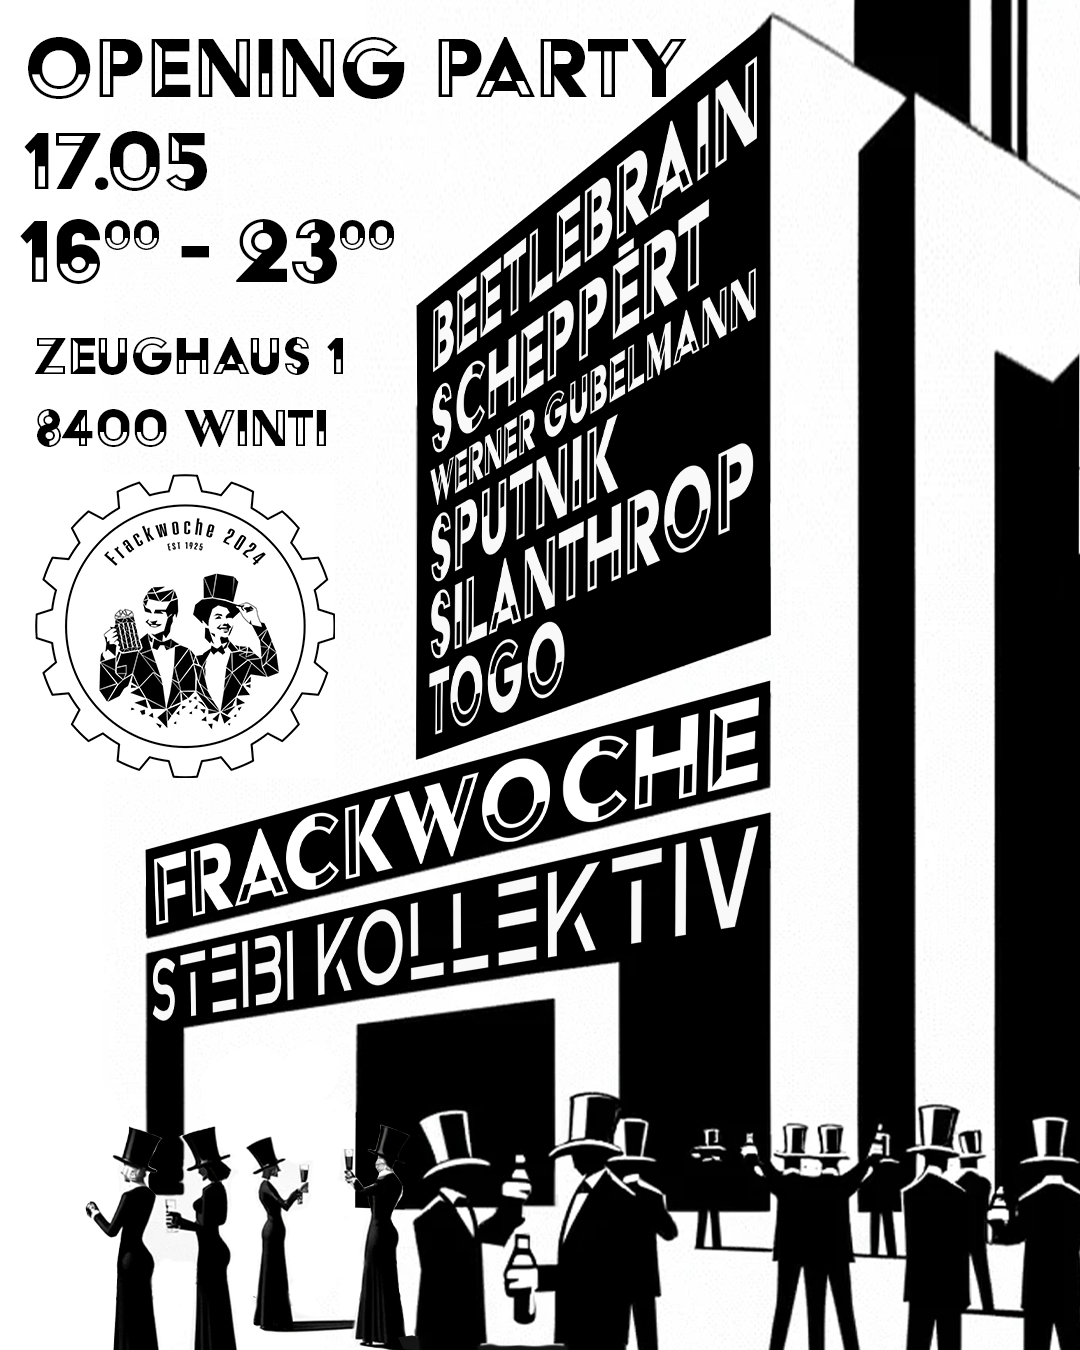 OPENING PARTY
17.05
16⁰⁰ - 23⁰⁰
ZEUGHAUS 1
8400 WINTI
Frackwoche 2024
EST 1925
BEETLEBRAIN
SCHEPPÉRT
WERNER GUBELMANN
SPUTNIK
SILANTHROP
TOGO
FRACKWOCHE
STEIBI KOLLEKTIV